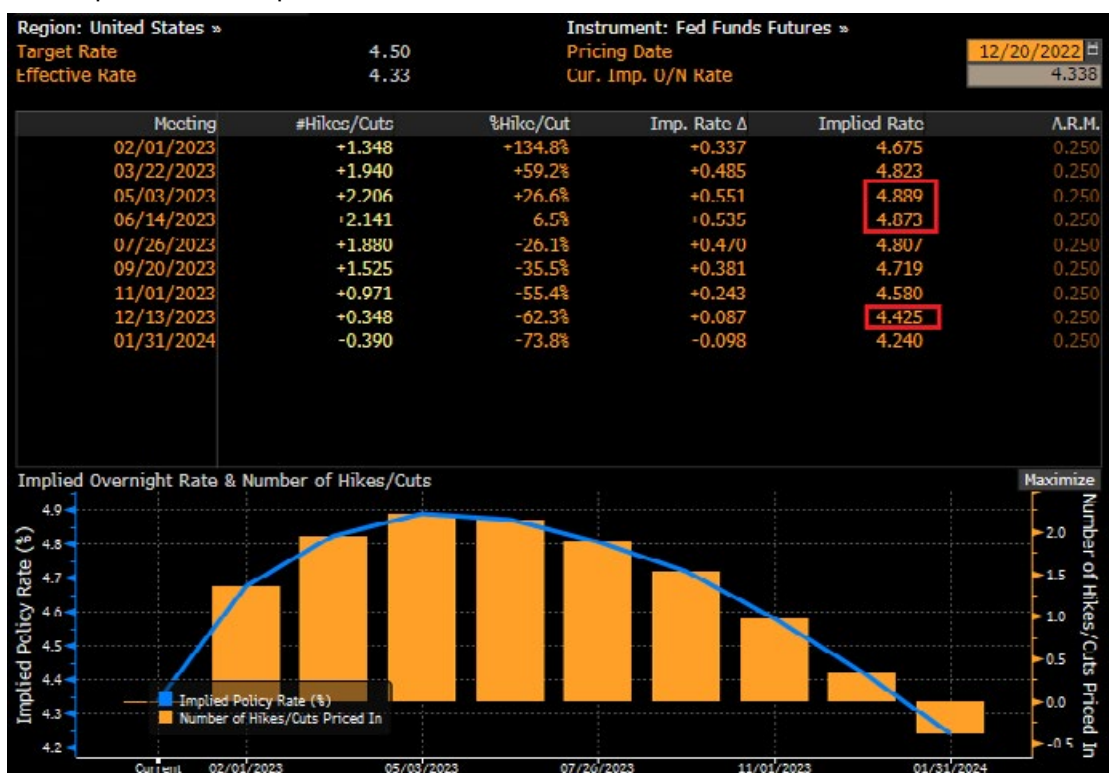 Region: United States » Instrument: Fed Funds Futures »
Target Rate 4.50 Pricing Date 12/20/2022
Effective Rate 4.33 Cur. Imp. O/N Rate 4.338
Meeting #Hikes/Cuts %Hike/Cut Imp. Rate Δ Implied Rate A.R.M.
02/01/2023 +1.348 +134.8% +0.337 4.675 0.250
03/22/2023 +1.940 +59.2% +0.485 4.823 0.250
05/03/2023 +2.206 +26.6% +0.551 4.889 0.250
06/14/2023 +2.141 6.5% +0.535 4.873 0.250
07/26/2023 +1.880 -26.1% +0.470 4.807 0.250
09/20/2023 +1.525 -35.5% +0.381 4.719 0.250
11/01/2023 +0.971 -55.4% +0.243 4.580 0.250
12/13/2023 +0.348 -62.3% +0.087 4.425 0.250
01/31/2024 -0.390 -73.8% -0.098 4.240 0.250
Implied Overnight Rate & Number of Hikes/Cuts Maximize
Implied Policy Rate (%)
4.9
4.8
4.7
4.6
4.5
4.4
4.3
4.2
Implied Policy Rate (%)
Number of Hikes/Cuts Priced In
2.0
1.5
1.0
0.5
0.0
-0.5
Number of Hikes/Cuts Priced In
Current 02/01/2023 05/03/2023 07/26/2023 11/01/2023 01/31/2024